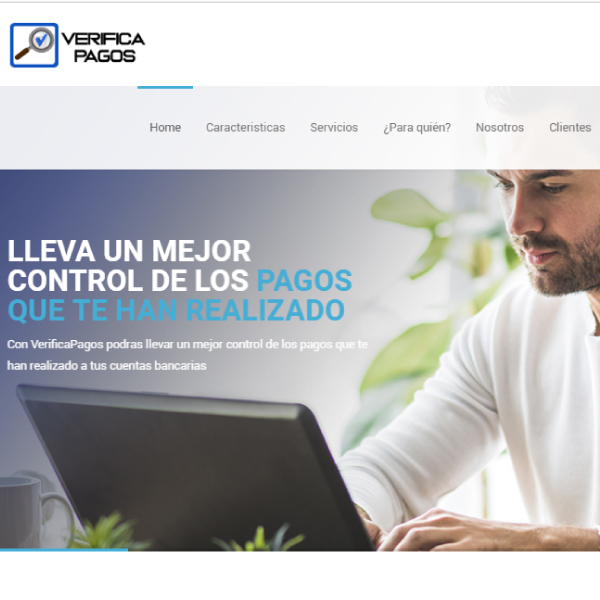 VERIFICA
PAGOS
Home Caracteristicas Servicios ¿Para quién? Nosotros Clientes
LLEVA UN MEJOR
CONTROL DE LOS PAGOS
QUE TE HAN REALIZADO
Con VerificaPagos podras llevar un mejor control de los pagos que te
han realizado a tus cuentas bancarias